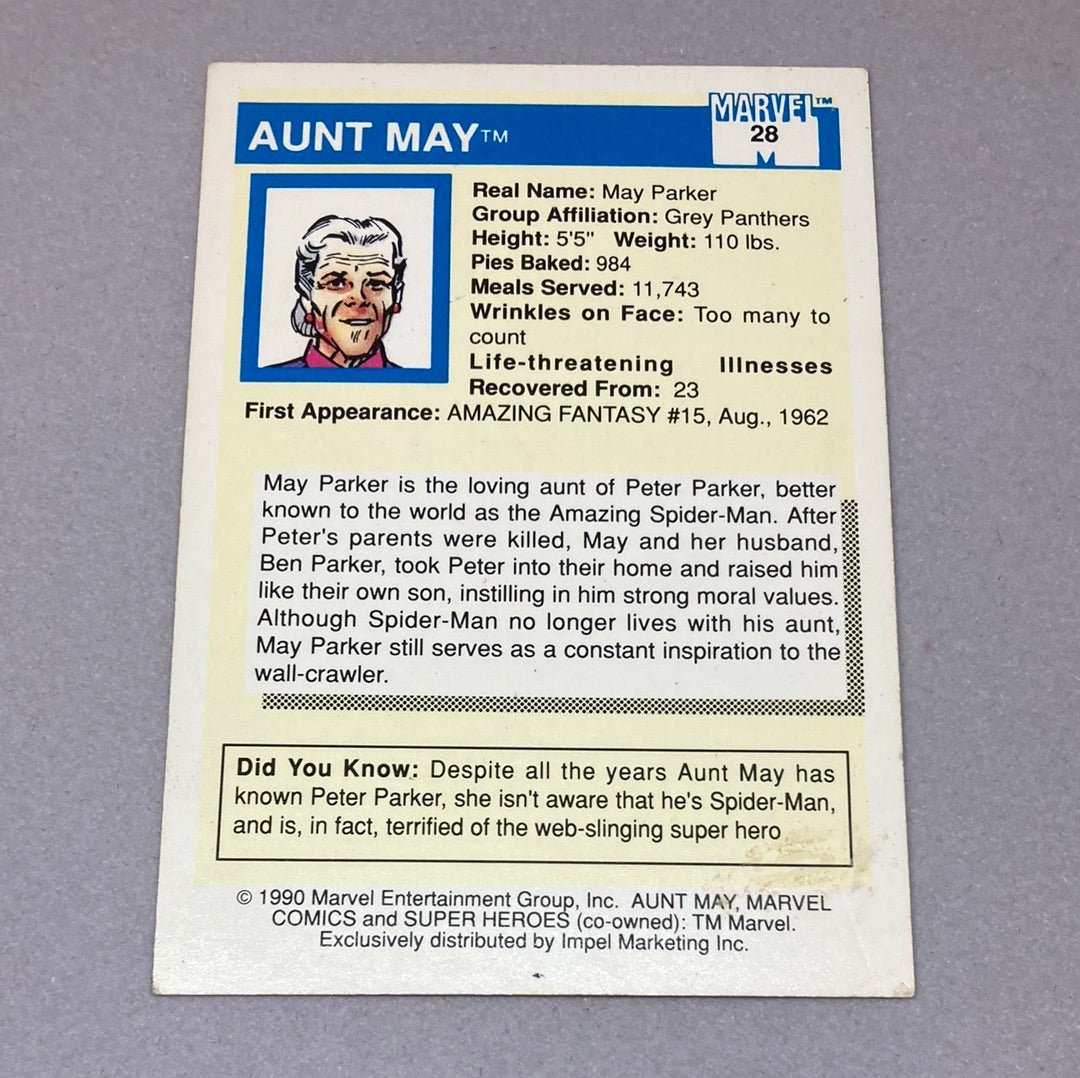 AUNT MAY™
MARVEL™
28
Real Name: May Parker
Group Affiliation: Grey Panthers
Height: 5'5" Weight: 110 lbs.
Pies Baked: 984
Meals Served: 11,743
Wrinkles on Face: Too many to
count
Life-threatening Illnesses
Recovered From: 23
First Appearance: AMAZING FANTASY #15, Aug., 1962
May Parker is the loving aunt of Peter Parker, better
known to the world as the Amazing Spider-Man. After
Peter's parents were killed, May and her husband,
Ben Parker, took Peter into their home and raised him
like their own son, instilling in him strong moral values.
Although Spider-Man no longer lives with his aunt,
May Parker still serves as a constant inspiration to the
wall-crawler.
Did You Know: Despite all the years Aunt May has
known Peter Parker, she isn't aware that he's Spider-Man,
and is, in fact, terrified of the web-slinging super hero
© 1990 Marvel Entertainment Group, Inc. AUNT MAY, MARVEL
COMICS and SUPER HEROES (co-owned): TM Marvel.
Exclusively distributed by Impel Marketing Inc.